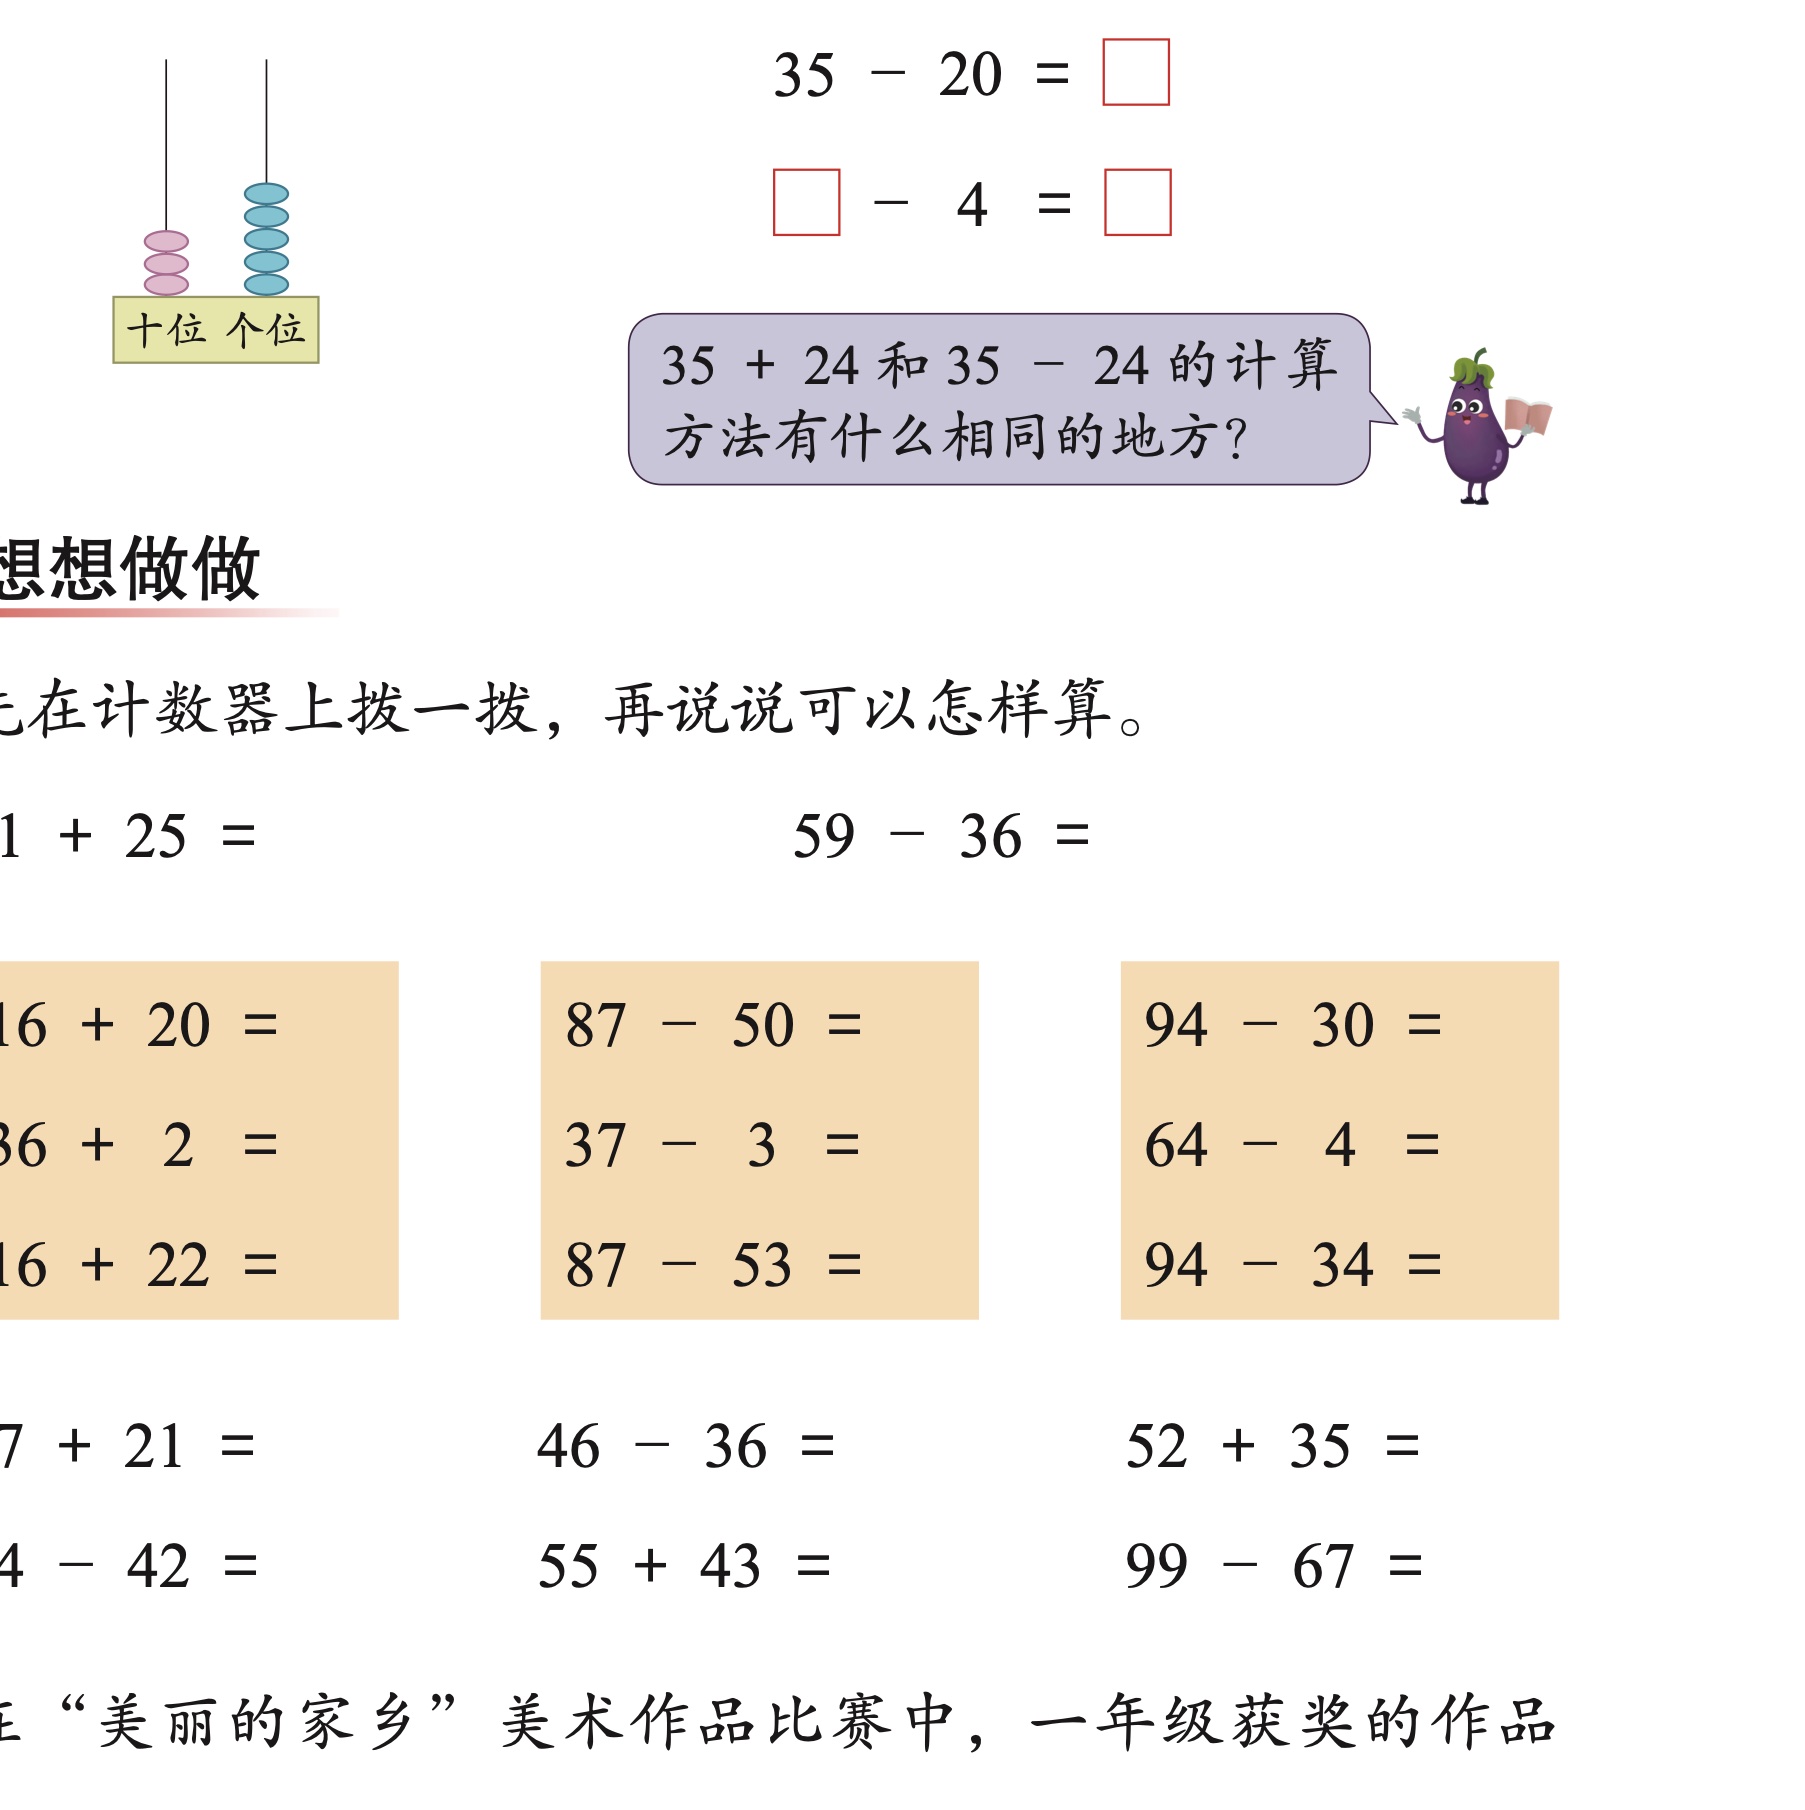 35 − 20 = □
□ − 4 = □
十位 个位
35 + 24 和 35 − 24 的计算
方法有什么相同的地方？
想想做做
在计数器上拨一拨，再说说可以怎样算。
1 + 25 =
59 − 36 =
16 + 20 =
87 − 50 =
94 − 30 =
36 + 2 =
37 − 3 =
64 − 4 =
16 + 22 =
87 − 53 =
94 − 34 =
7 + 21 =
46 − 36 =
52 + 35 =
4 − 42 =
55 + 43 =
99 − 67 =
“美丽的家乡”美术作品比赛中，一年级获奖的作品